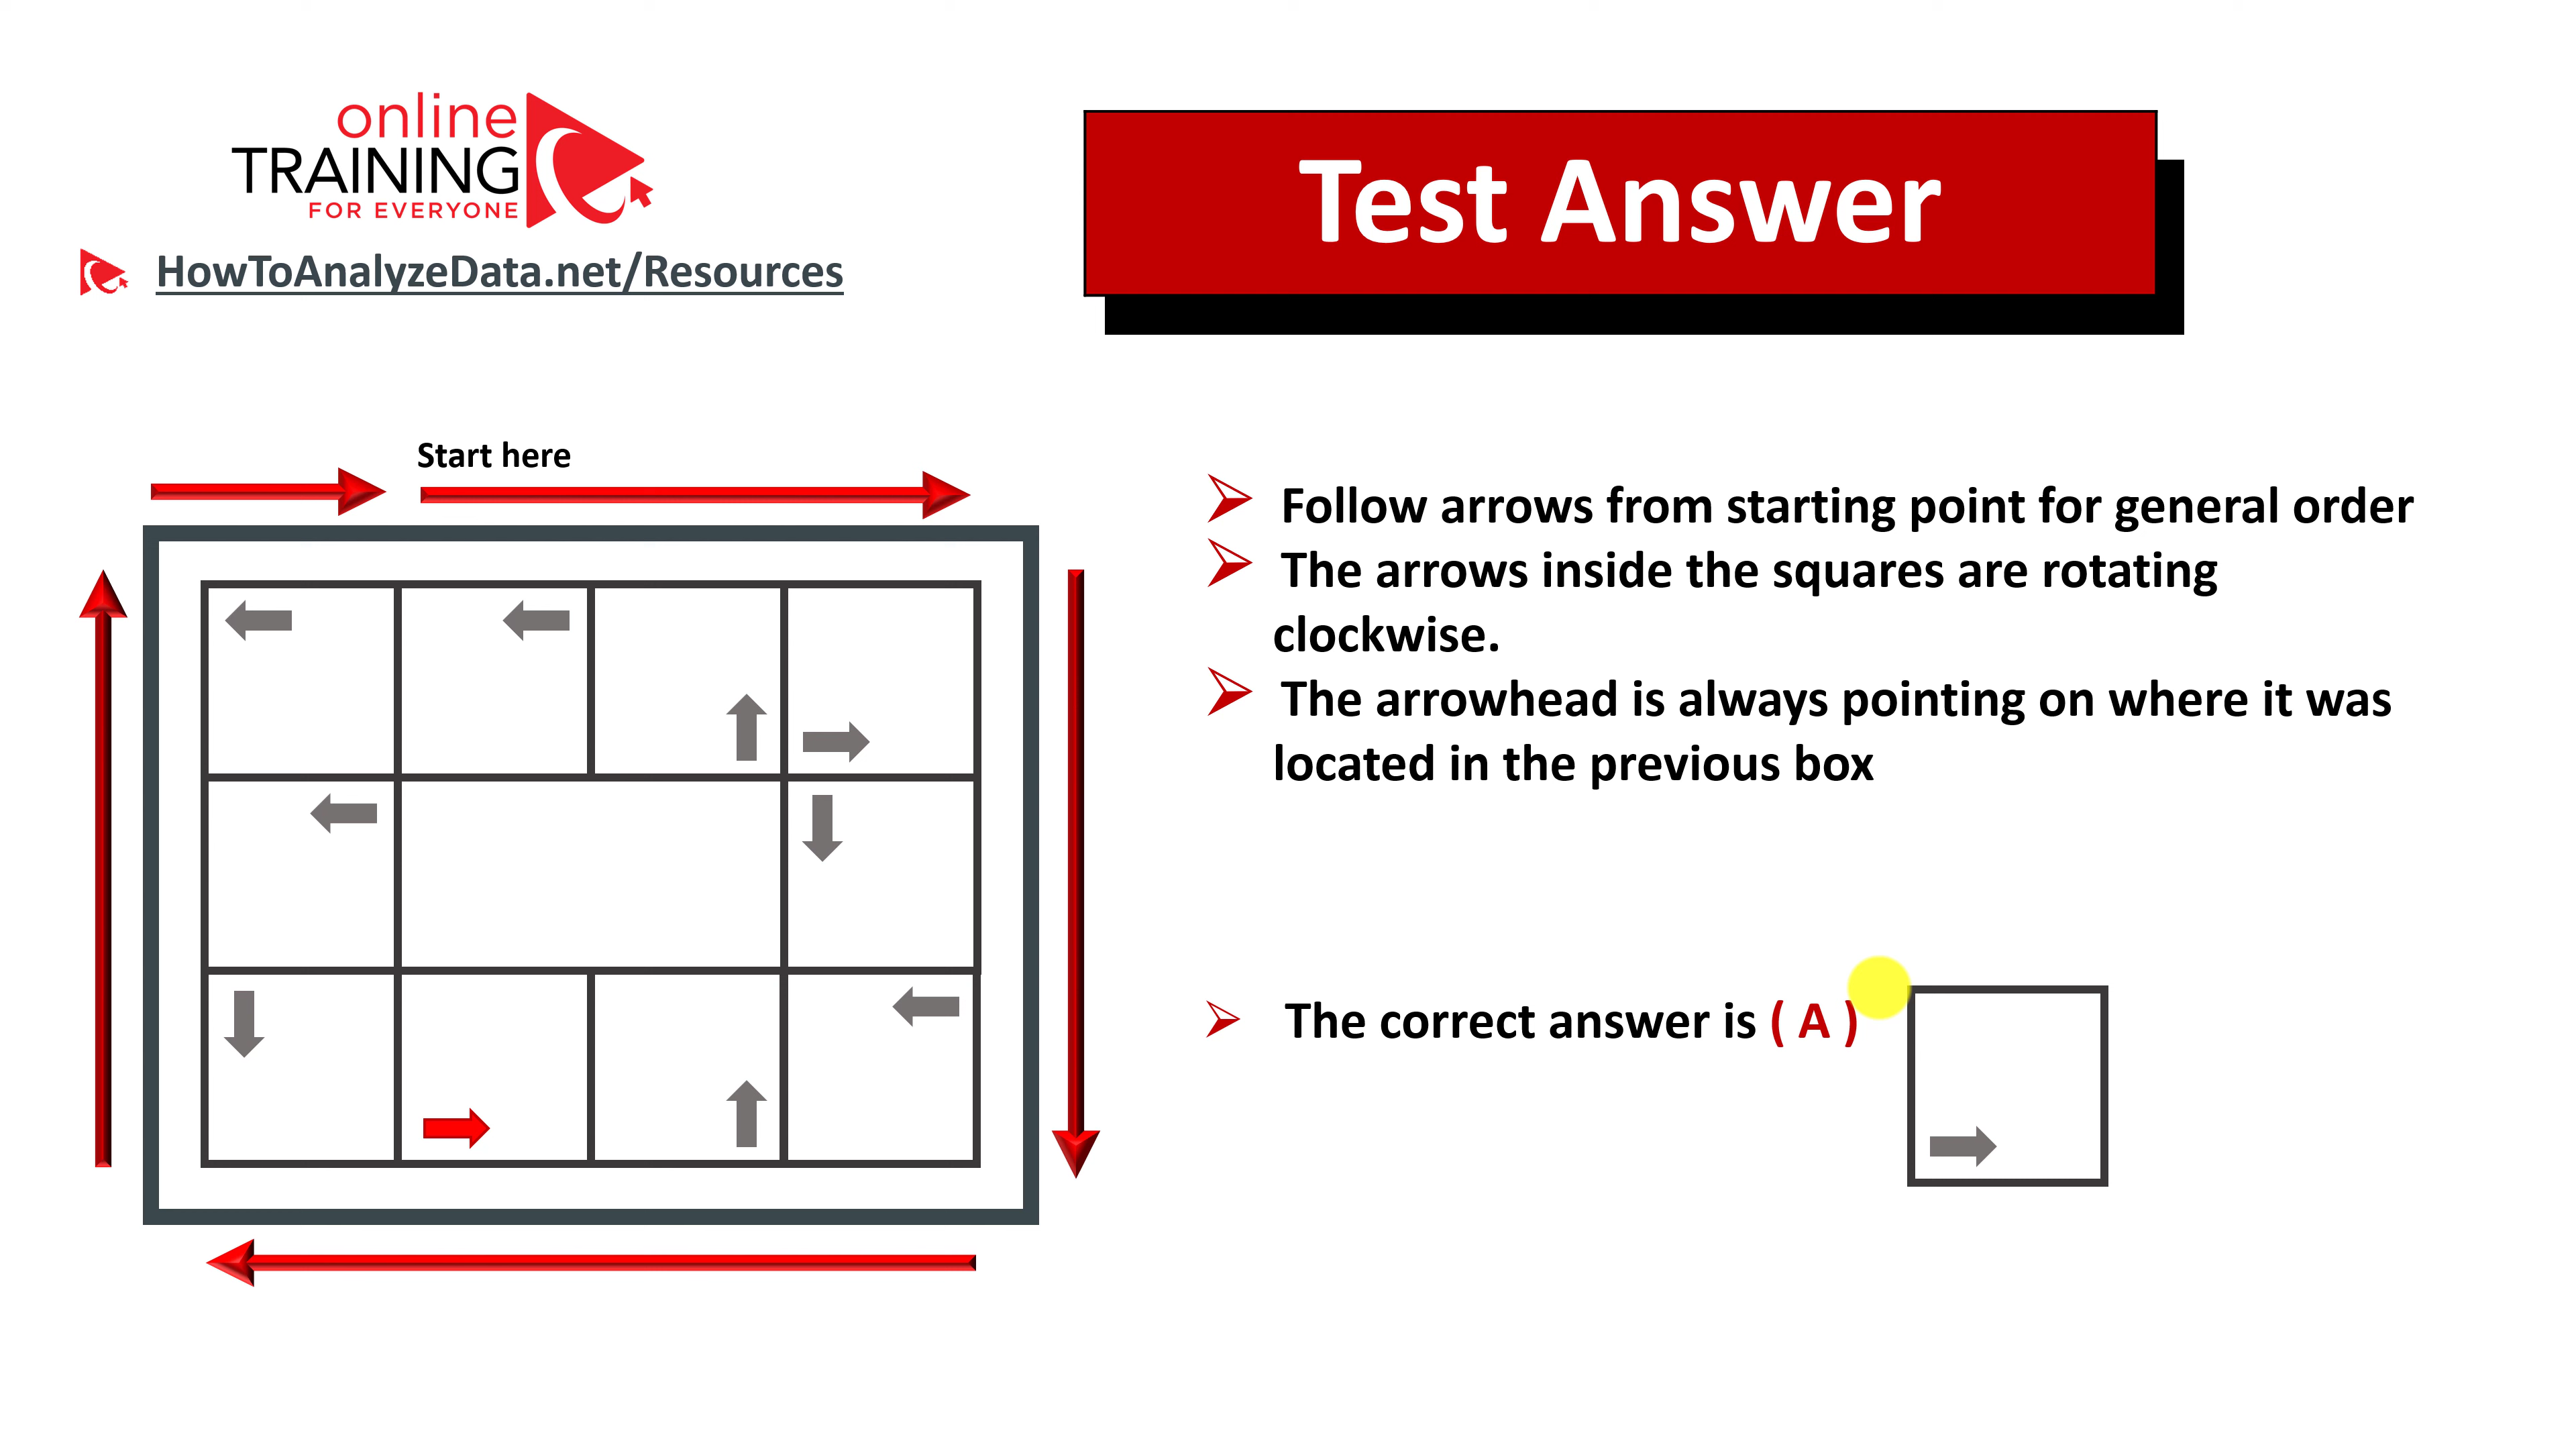 online
TRAINING
FOR EVERYONE
HowToAnalyzeData.net/Resources
Test Answer
Start here
Follow arrows from starting point for general order
The arrows inside the squares are rotating
clockwise.
The arrowhead is always pointing on where it was
located in the previous box
The correct answer is ( A )